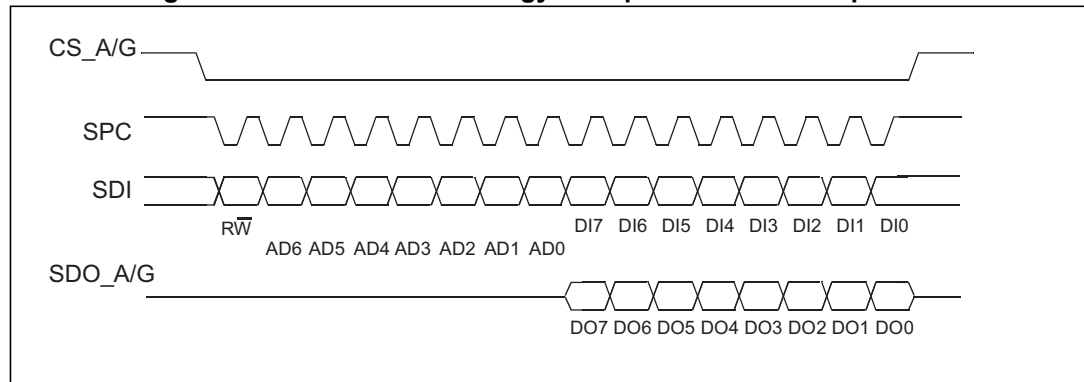 CS_A/G
SPC
SDI
RW
DI7 DI6 DI5 DI4 DI3 DI2 DI1 DI0
AD6 AD5 AD4 AD3 AD2 AD1 AD0
SDO_A/G
DO7 DO6 DO5 DO4 DO3 DO2 DO1 DO0